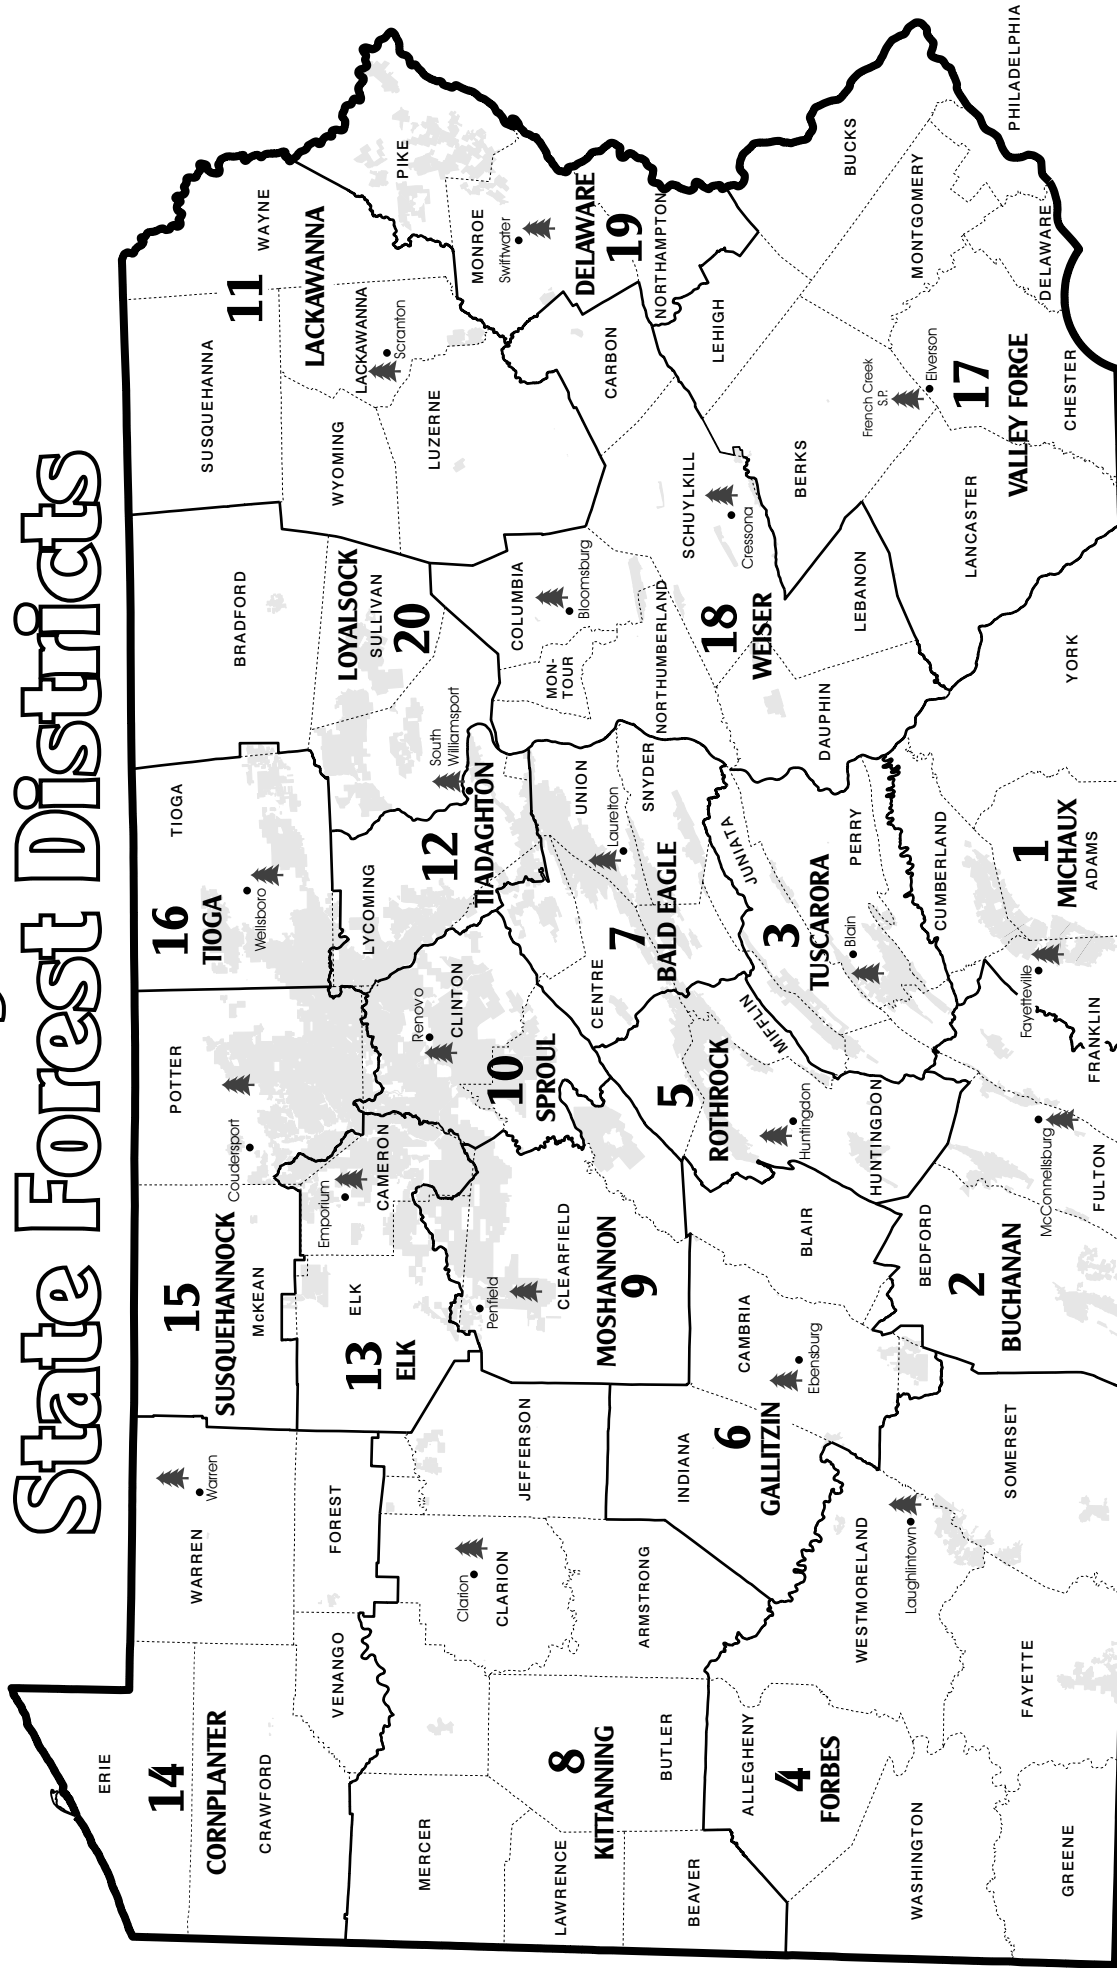 State Forest Districts
ERIE
14
CORNPLANTER
CRAWFORD
WARREN
Warren
FOREST
VENANGO
MERCER
LAWRENCE
8
KITTANNING
BUTLER
BEAVER
Clarion
CLARION
JEFFERSON
ARMSTRONG
INDIANA
ALLEGHENY
4
FORBES
WASHINGTON
GREENE
WESTMORELAND
Laughlintown
FAYETTE
SOMERSET
15
SUSQUEHANNOCK
McKEAN
POTTER
Coudersport
13
ELK
ELK
Emporium
CAMERON
Penfield
CLEARFIELD
MOSHANNON
9
6
GALLITZIN
CAMBRIA
Ebensburg
BLAIR
BEDFORD
2
BUCHANAN
McConnellsburg
FULTON
16
TIOGA
TIOGA
Wellsboro
LYCOMING
12
TIADAGHTON
South
Williamsport
Renovo
CLINTON
10
SPROUL
CENTRE
7
BALD EAGLE
UNION
Laurelton
SNYDER
5
ROTHROCK
MIFFLIN
Huntingdon
HUNTINGDON
JUNIATA
3
TUSCARORA
PERRY
Blain
CUMBERLAND
1
MICHAUX
ADAMS
Fayetteville
FRANKLIN
BRADFORD
LOYALSOCK
SULLIVAN
20
SUSQUEHANNA
11
LACKAWANNA
WAYNE
WYOMING
LACKAWANNA
Scranton
LUZERNE
PIKE
MONROE
Swiftwater
DELAWARE
19
NORTHAMPTON
CARBON
LEHIGH
COLUMBIA
Bloomsburg
MON-
TOUR
NORTHUMBERLAND
SCHUYLKILL
Cressona
18
WEISER
DAUPHIN
LEBANON
BERKS
LANCASTER
YORK
French Creek
S.P.
Elverson
17
VALLEY FORGE
CHESTER
BUCKS
MONTGOMERY
DELAWARE
PHILADELPHIA